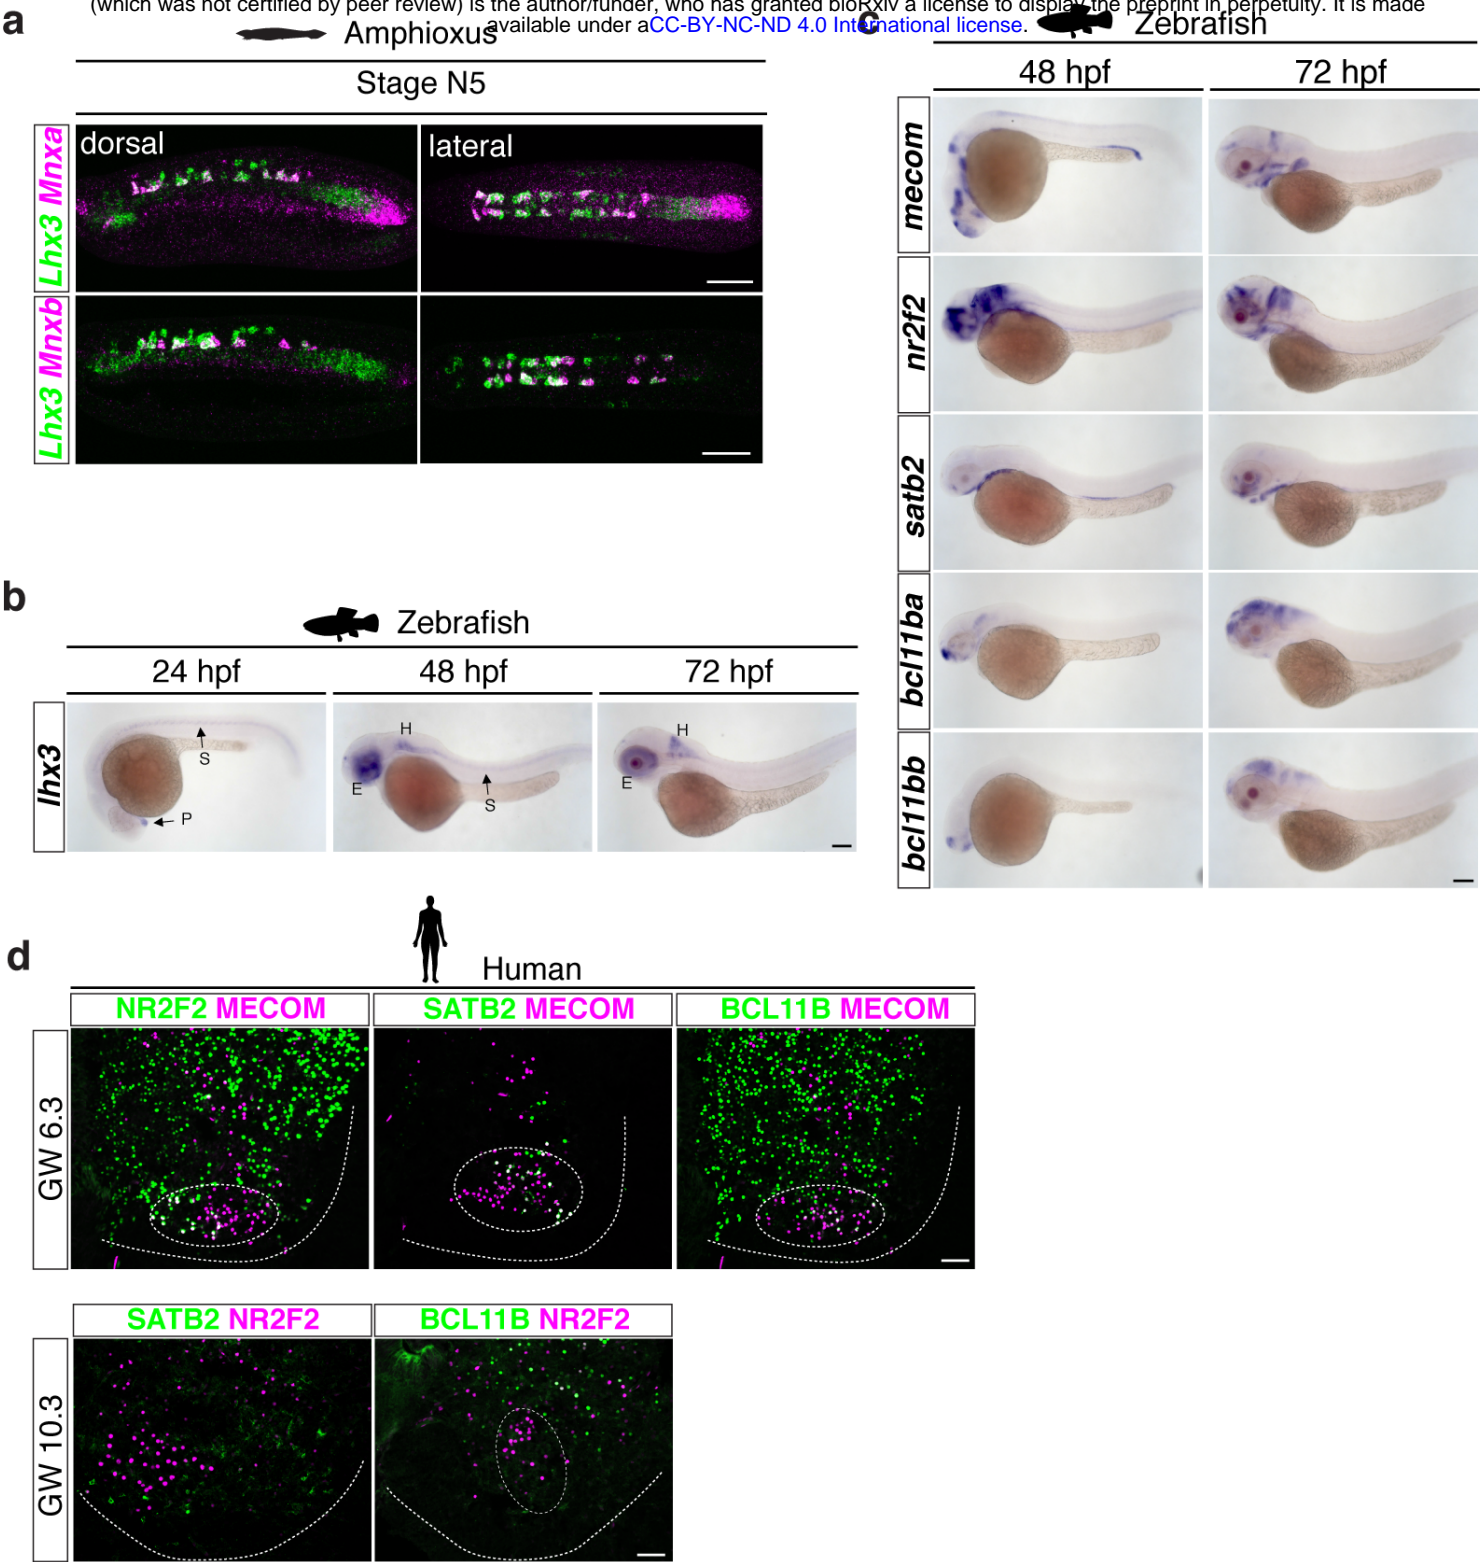 (which was not certified by peer review) is the author/funder, who has granted bioRxiv a license to display the preprint in perpetuity. It is made
available under aCC-BY-NC-ND 4.0 International license.
a
Amphioxus
Stage N5
Lhx3 Mnxa
dorsal
lateral
Lhx3 Mnxb
b
Zebrafish
24 hpf
48 hpf
72 hpf
lhx3
S
P
E
H
S
E
H
c
Zebrafish
48 hpf
72 hpf
mecom
nr2f2
satb2
bcl11ba
bcl11bb
d
Human
NR2F2 MECOM
SATB2 MECOM
BCL11B MECOM
GW 6.3
SATB2 NR2F2
BCL11B NR2F2
GW 10.3